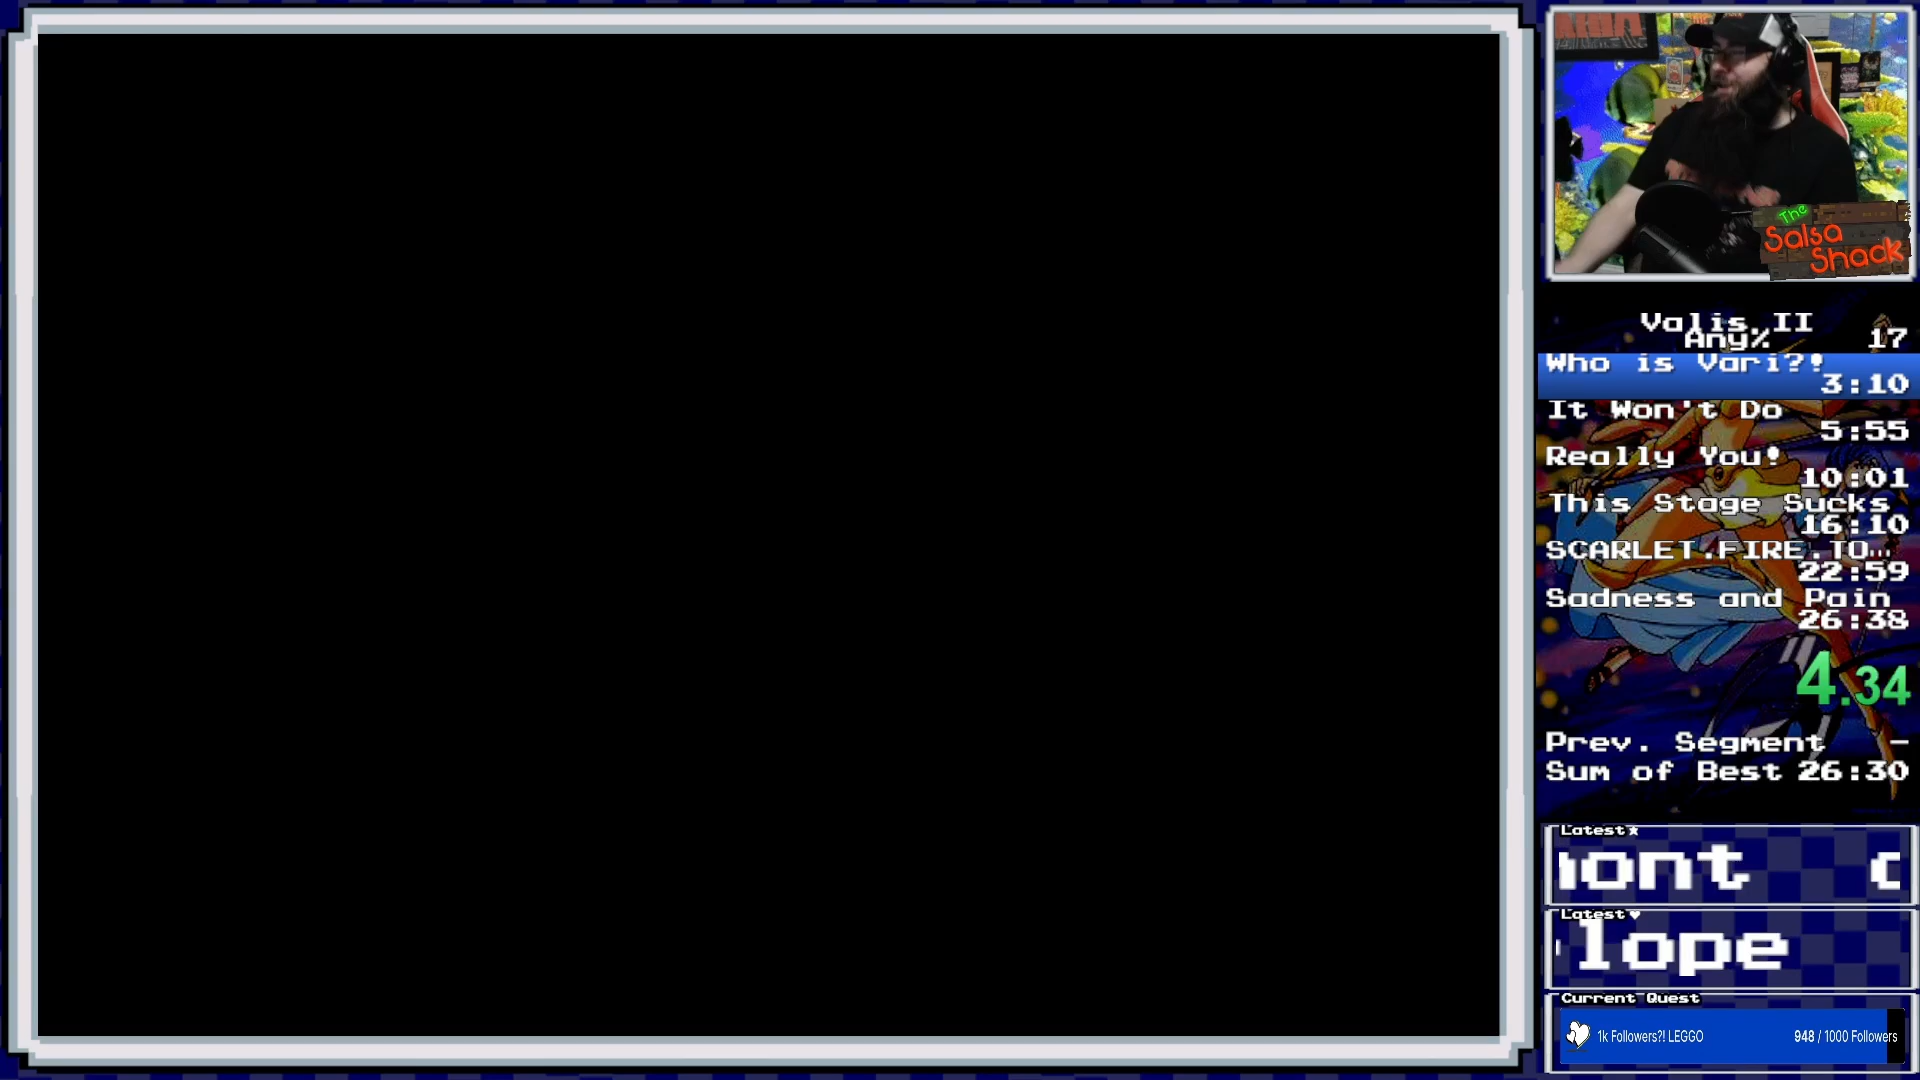 The
Salsa
Shack
Valis II
Any%
17
Who is Vari?!
3:10
It Won't Do
5:55
Really You!
10:01
This Stage Sucks
16:10
SCARLET.FIRE.TO...
22:59
Sadness and Pain
26:38
4.34
Prev. Segment –
Sum of Best 26:30
Latest★
ont
Latest♥
lope
Current Quest
1k Followers?! LEGGO 948 / 1000 Followers